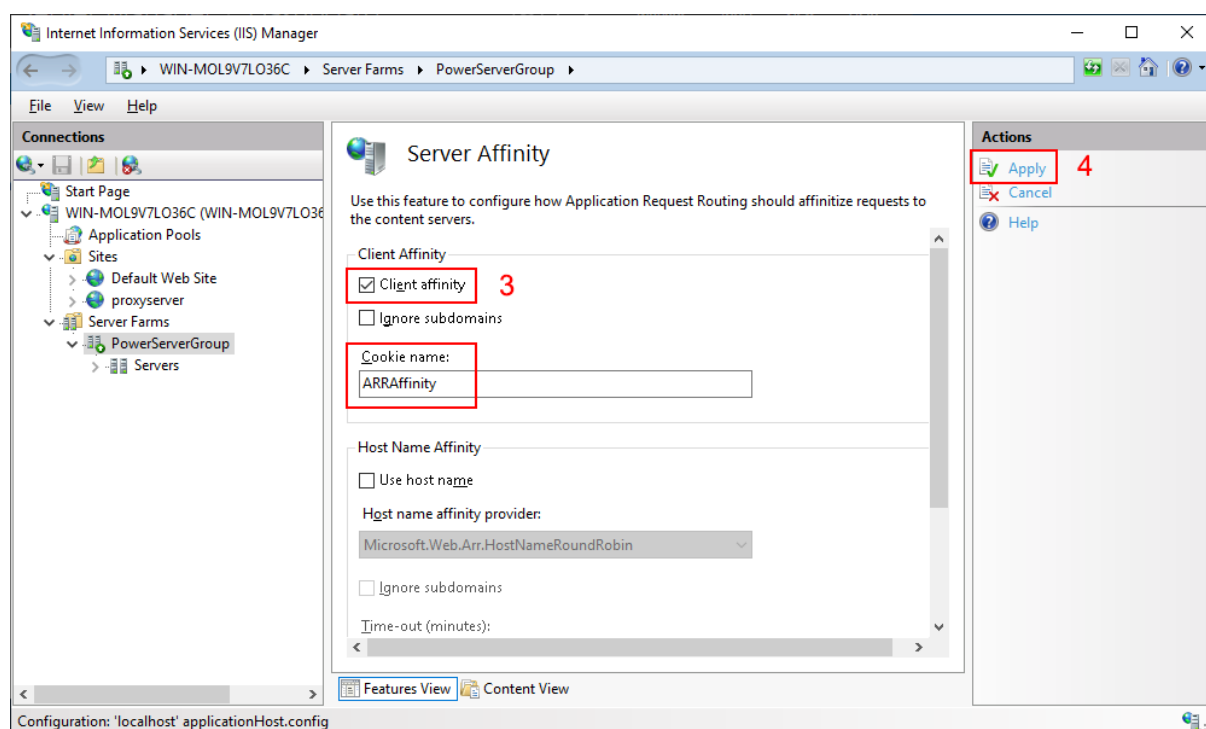 Internet Information Services (IIS) Manager
WIN-MOL9V7LO36C Server Farms PowerServerGroup
File View Help
Connections
Start Page
WIN-MOL9V7LO36C (WIN-MOL9V7LO36
Application Pools
Sites
Default Web Site
proxyserver
Server Farms
PowerServerGroup
Servers
Server Affinity
Use this feature to configure how Application Request Routing should affinitize requests to
the content servers.
Client Affinity
Client affinity 3
Ignore subdomains
Cookie name:
ARRAffinity
Host Name Affinity
Use host name
Host name affinity provider:
Microsoft.Web.Arr.HostNameRoundRobin
Ignore subdomains
Time-out (minutes):
Features View Content View
Actions
Apply 4
Cancel
Help
Configuration: 'localhost' applicationHost.config